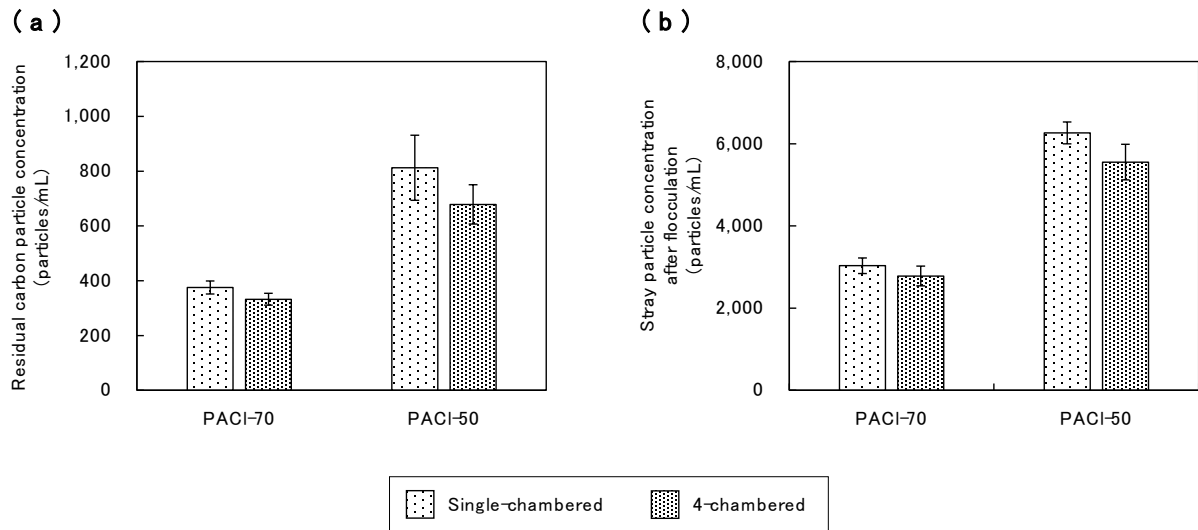 (a)
Residual carbon particle concentration
(particles/mL)
1,200
1,000
800
600
400
200
0
PACl-70
PACl-50
(b)
Stray particle concentration
after flocculation
(particles/mL)
8,000
6,000
4,000
2,000
0
PACl-70
PACl-50
Single-chambered
4-chambered